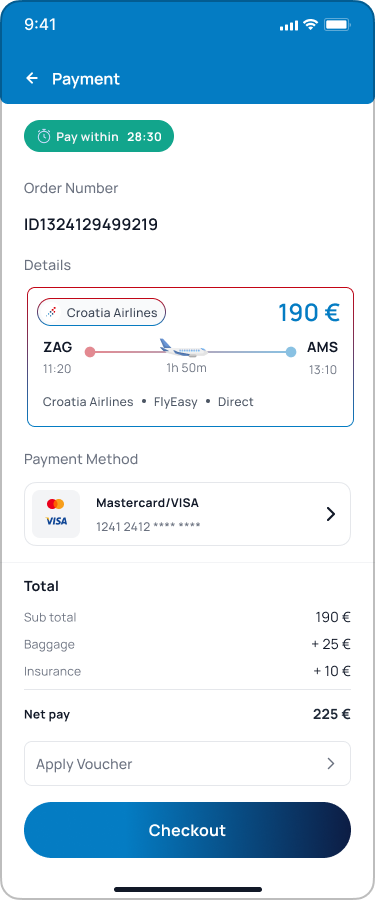 9:41
Payment
Pay within 28:30
Order Number
ID1324129499219
Details
Croatia Airlines 190 €
ZAG AMS
11:20 1h 50m 13:10
Croatia Airlines • FlyEasy • Direct
Payment Method
Mastercard/VISA
VISA 1241 2412 **** ****
Total
Sub total 190 €
Baggage + 25 €
Insurance + 10 €
Net pay 225 €
Apply Voucher
Checkout